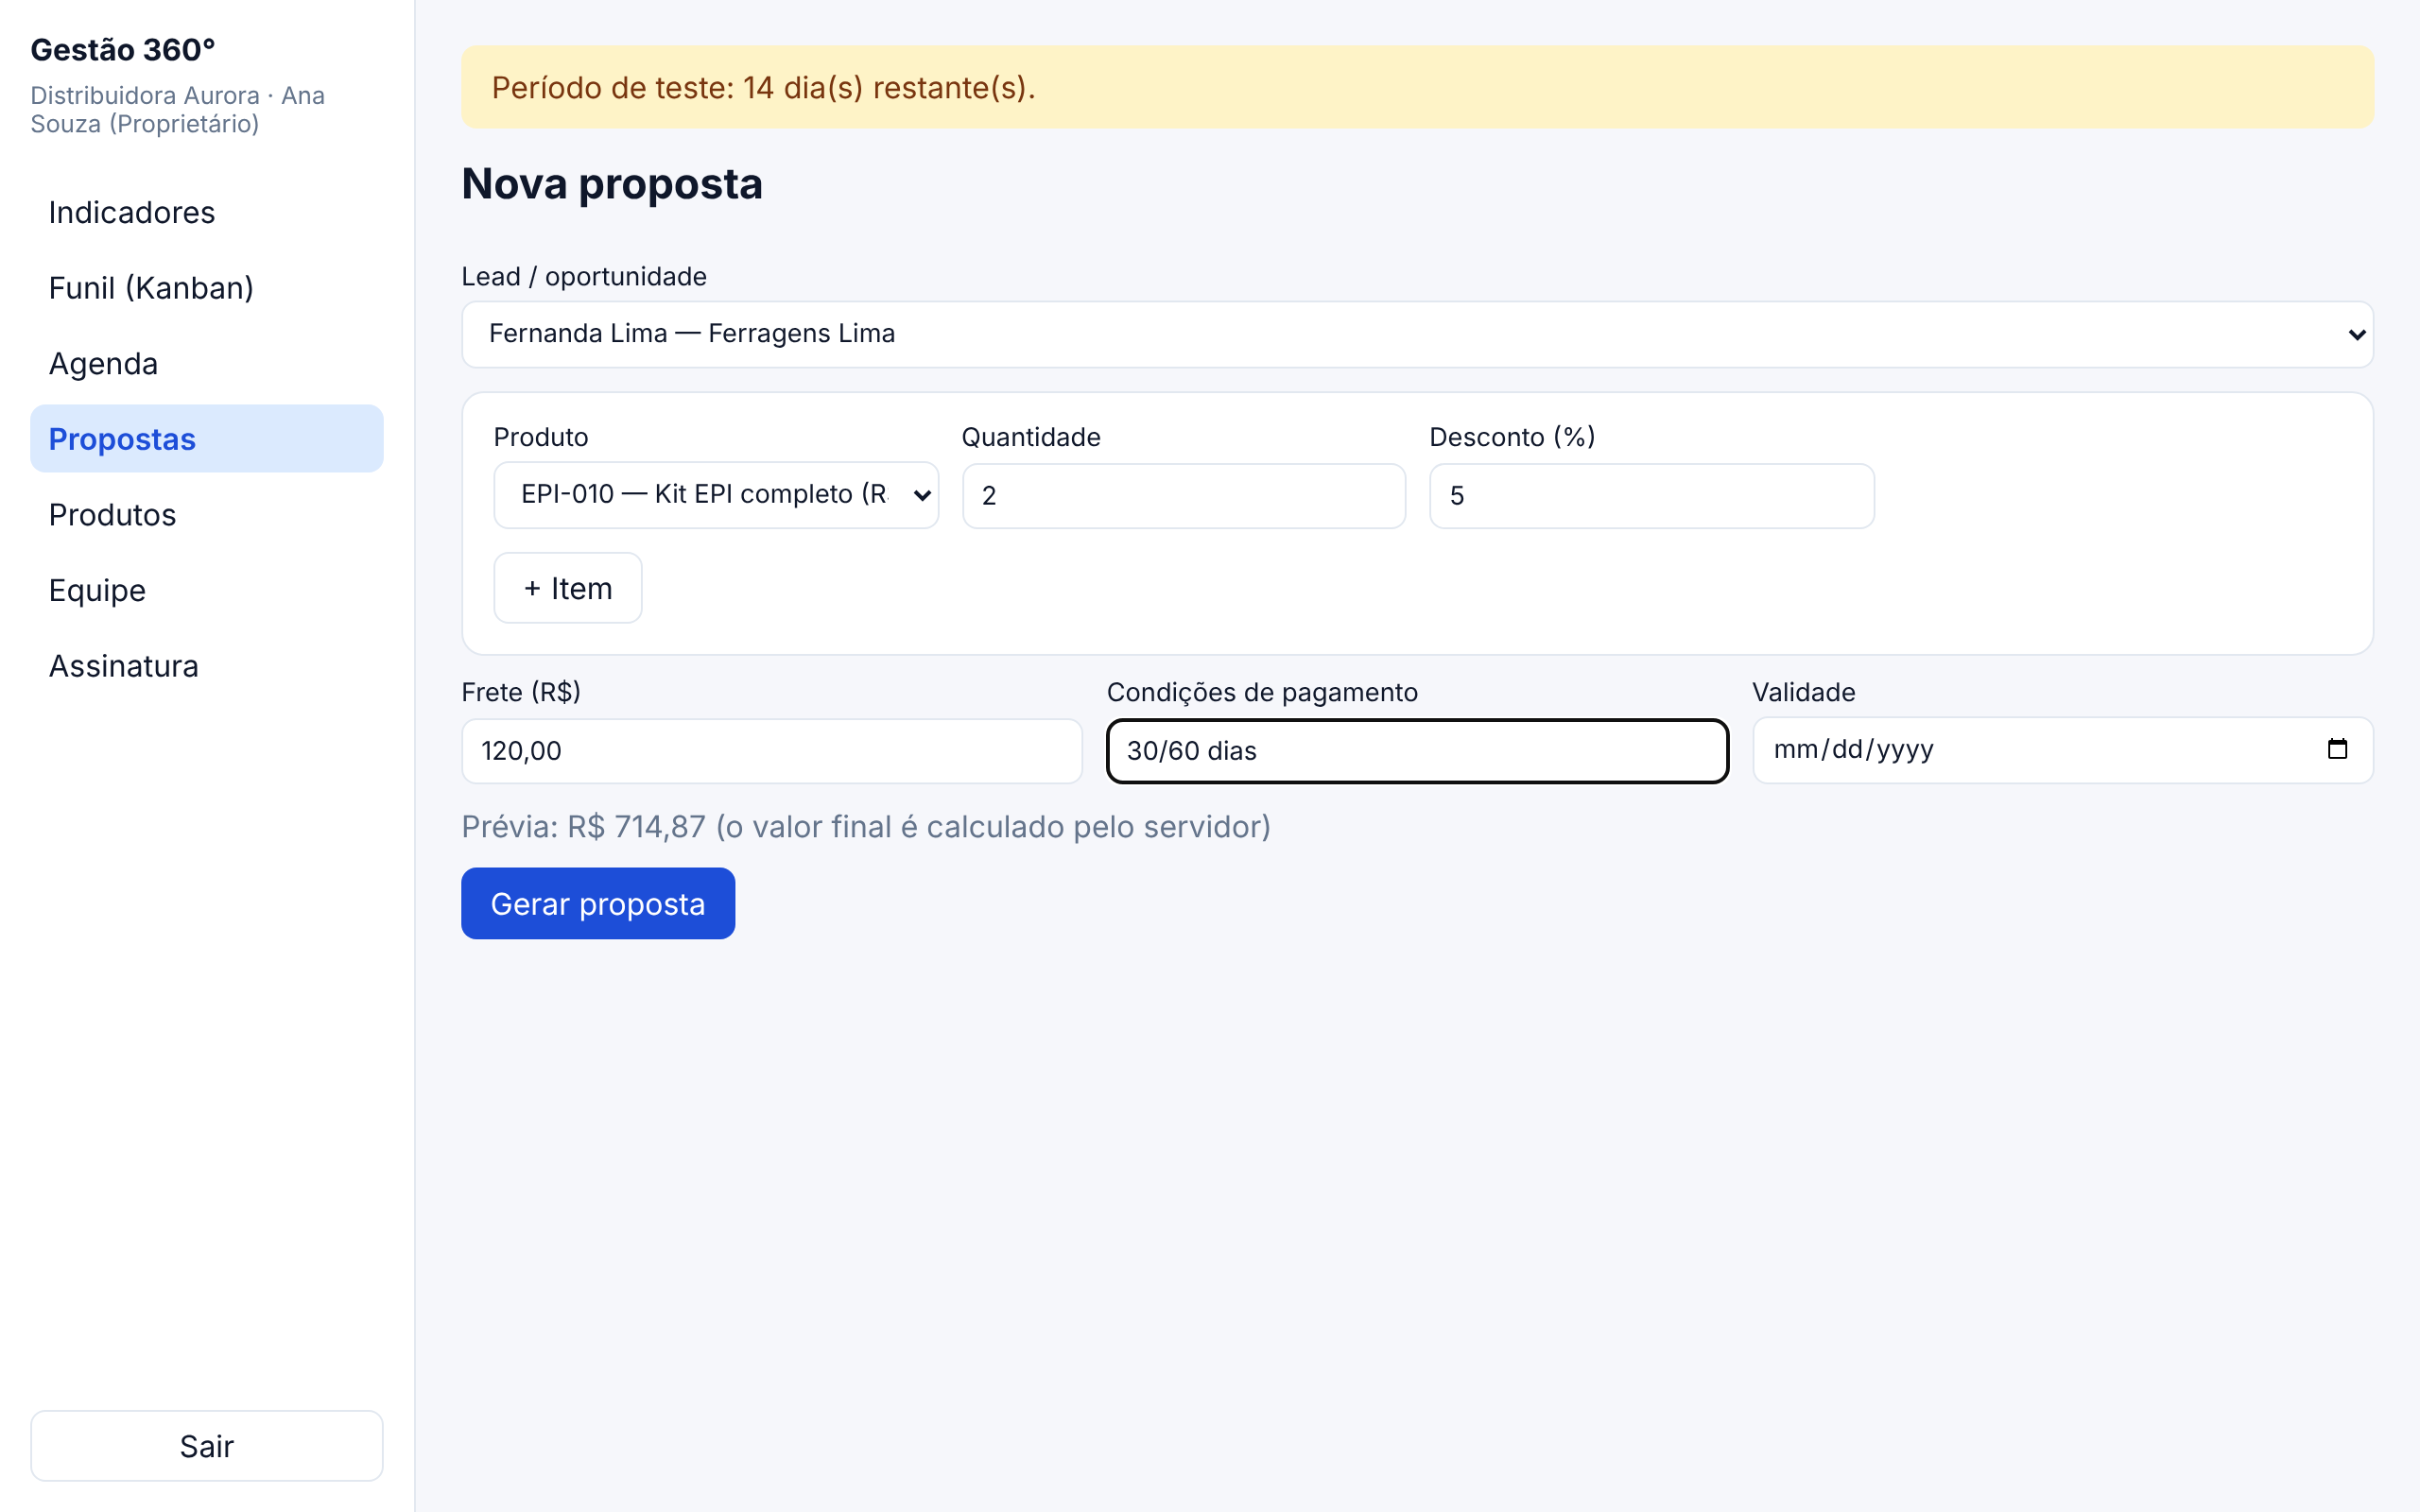 Gestão 360°
Distribuidora Aurora · Ana
Souza (Proprietário)
Indicadores
Funil (Kanban)
Agenda
Propostas
Produtos
Equipe
Assinatura
Sair
Período de teste: 14 dia(s) restante(s).
Nova proposta
Lead / oportunidade
Fernanda Lima — Ferragens Lima
Produto Quantidade Desconto (%)
EPI-010 — Kit EPI completo (R 2 5
+ Item
Frete (R$) Condições de pagamento Validade
120,00 30/60 dias mm/dd/yyyy
Prévia: R$ 714,87 (o valor final é calculado pelo servidor)
Gerar proposta